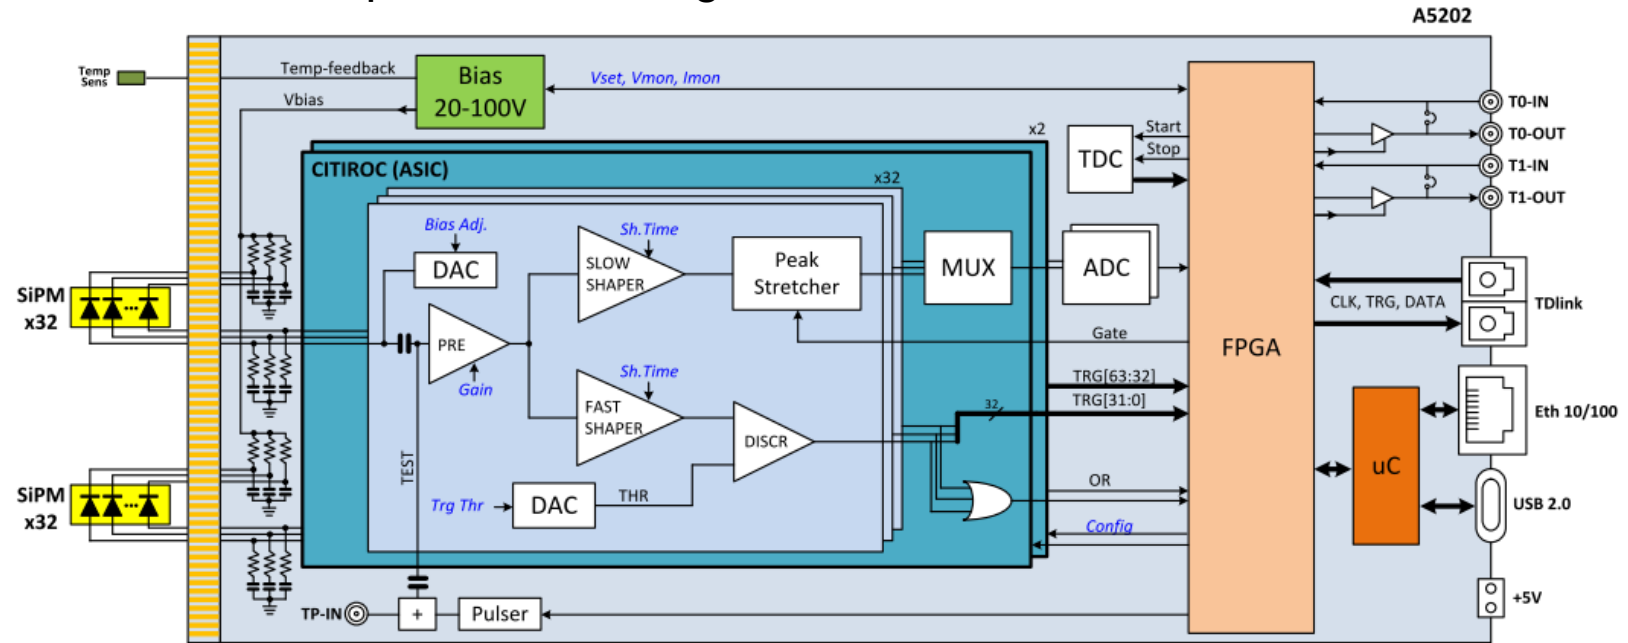 A5202
Temp
Sens
Temp-feedback
Vbias
Bias
20-100V
Vset, Vmon, Imon
x2
CITIROC (ASIC)
x32
Bias Adj.
DAC
SLOW
SHAPER
Sh.Time
Peak
Stretcher
MUX
ADC
TDC
Start
Stop
Gate
FPGA
T0-IN
T0-OUT
T1-IN
T1-OUT
CLK, TRG, DATA
TDlink
SiPM
x32
PRE
Gain
Sh.Time
FAST
SHAPER
DISCR
TRG[63:32]
TRG[31:0]
32
Eth 10/100
uC
USB 2.0
SiPM
x32
TEST
Trg Thr
DAC
THR
OR
Config
+5V
TP-IN
+
Pulser